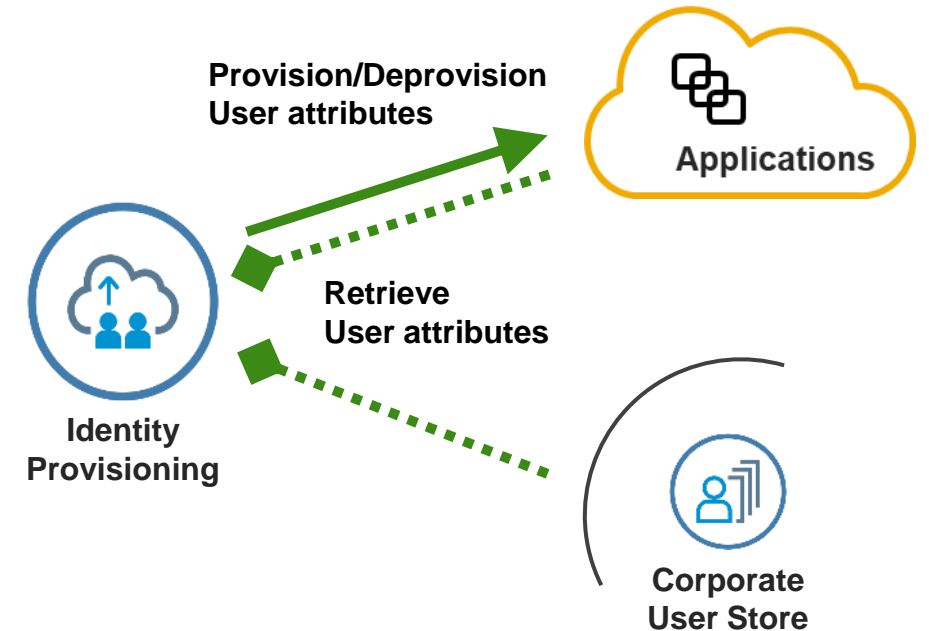 Provision/Deprovision
User attributes
Applications
Retrieve
User attributes
Identity
Provisioning
Corporate
User Store